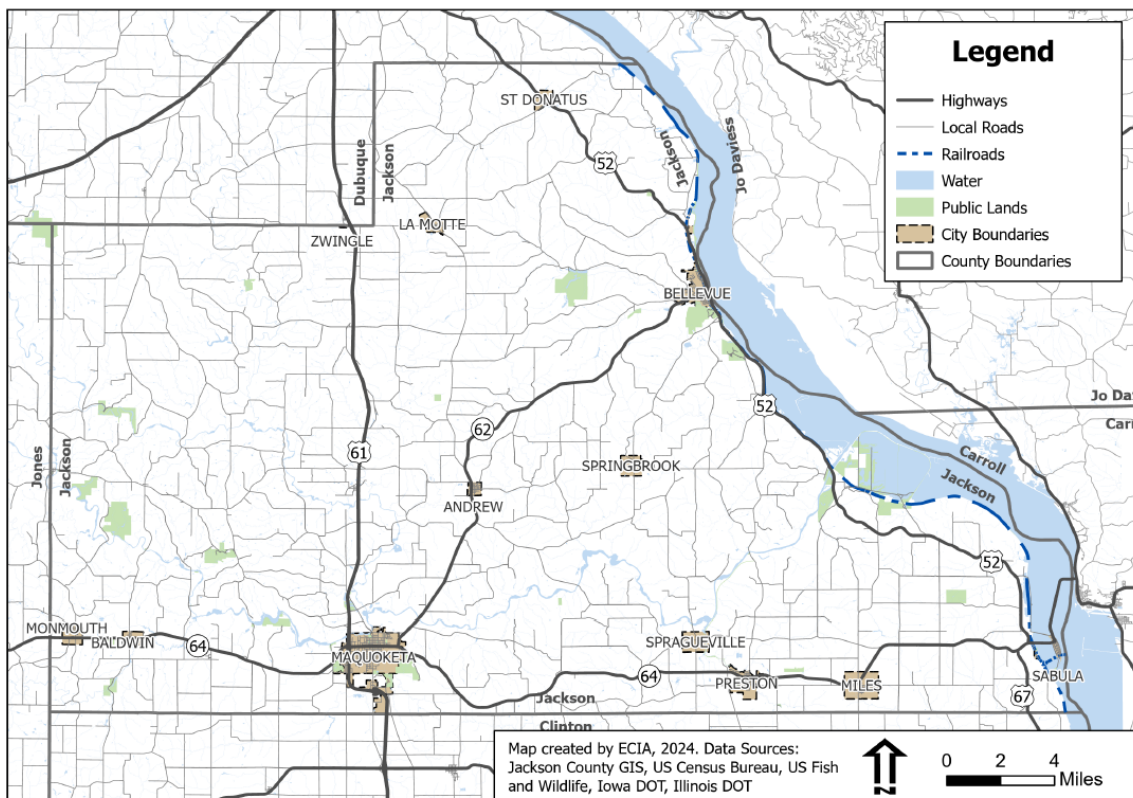 Legend
Highways
Local Roads
Railroads
Water
Public Lands
City Boundaries
County Boundaries
ST DONATUS
52
Dubuque
Jackson
Jackson
Jo Daviess
LA MOTTE
ZWINGLE
BELLEVUE
52
Jo Da
Carr
62
61
Jones
Jackson
SPRINGBROOK
Carroll
Jackson
ANDREW
52
MONMOUTH
BALDWIN
64
MAQUOKETA
SPRAGUEVILLE
64
PRESTON
MILES
SABULA
67
Jackson
Clinton
Map created by ECIA, 2024. Data Sources:
Jackson County GIS, US Census Bureau, US Fish
and Wildlife, Iowa DOT, Illinois DOT
N
0 2 4
Miles